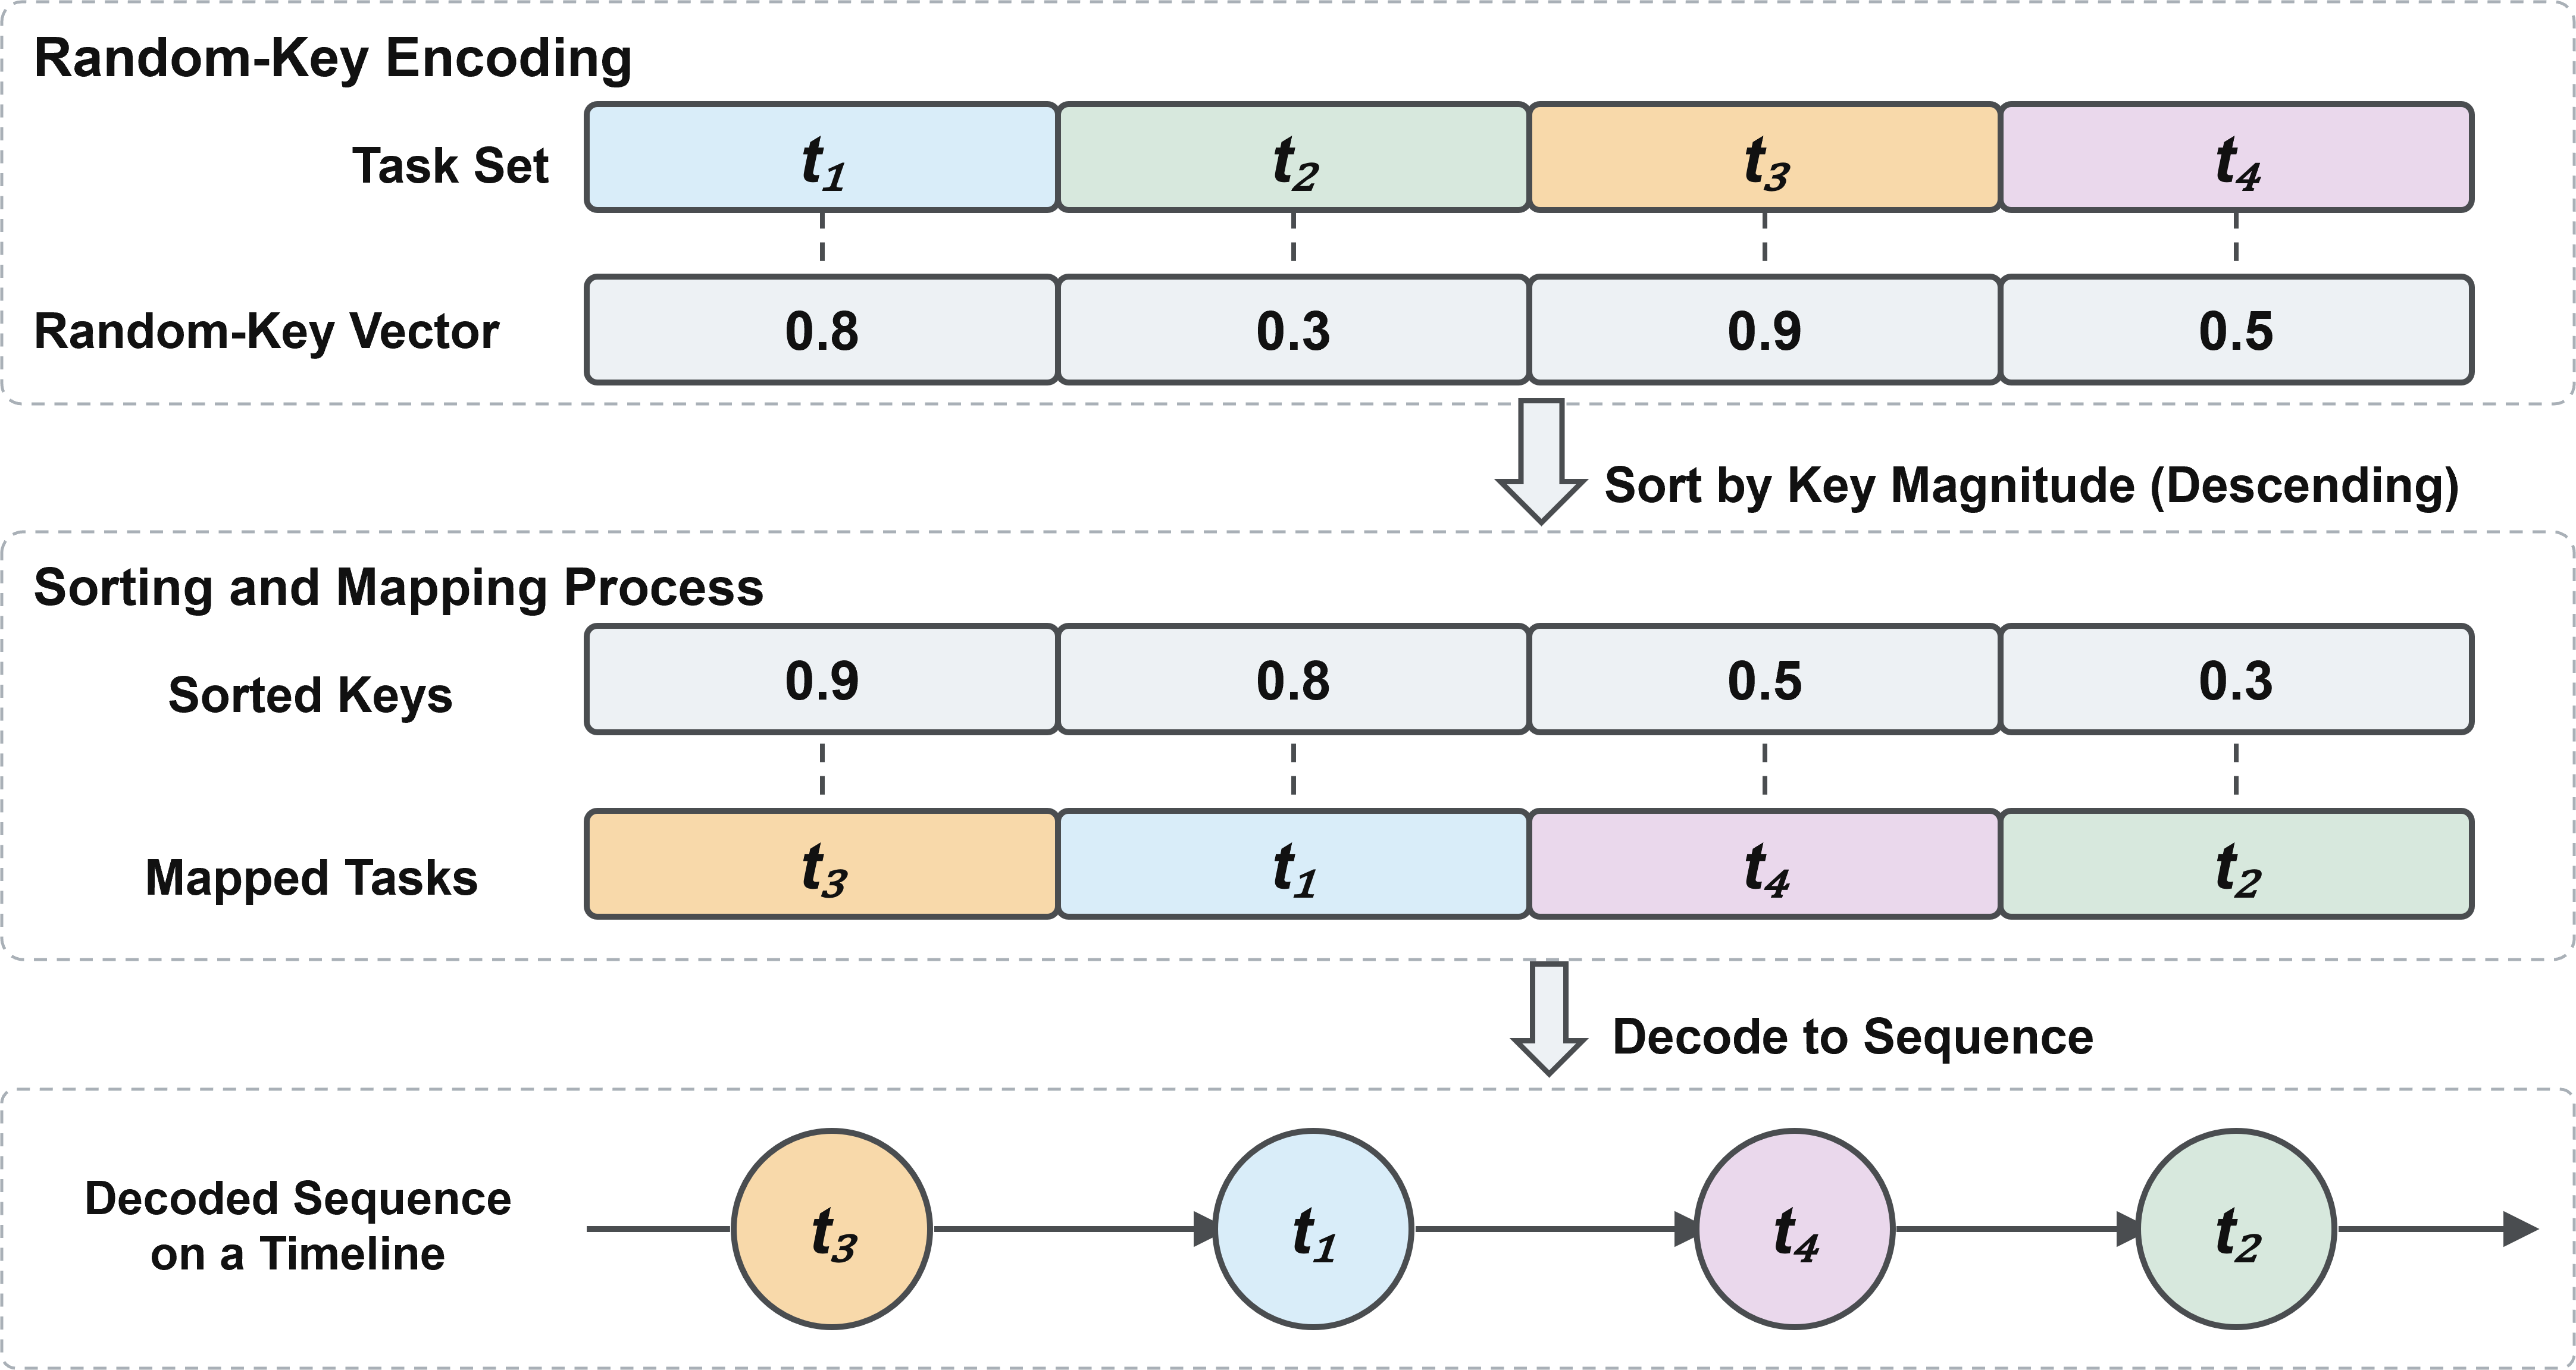 Random-Key Encoding
Task Set t1 t2 t3 t4
Random-Key Vector 0.8 0.3 0.9 0.5
Sort by Key Magnitude (Descending)
Sorting and Mapping Process
Sorted Keys 0.9 0.8 0.5 0.3
Mapped Tasks t3 t1 t4 t2
Decode to Sequence
Decoded Sequence
on a Timeline
t3 t1 t4 t2